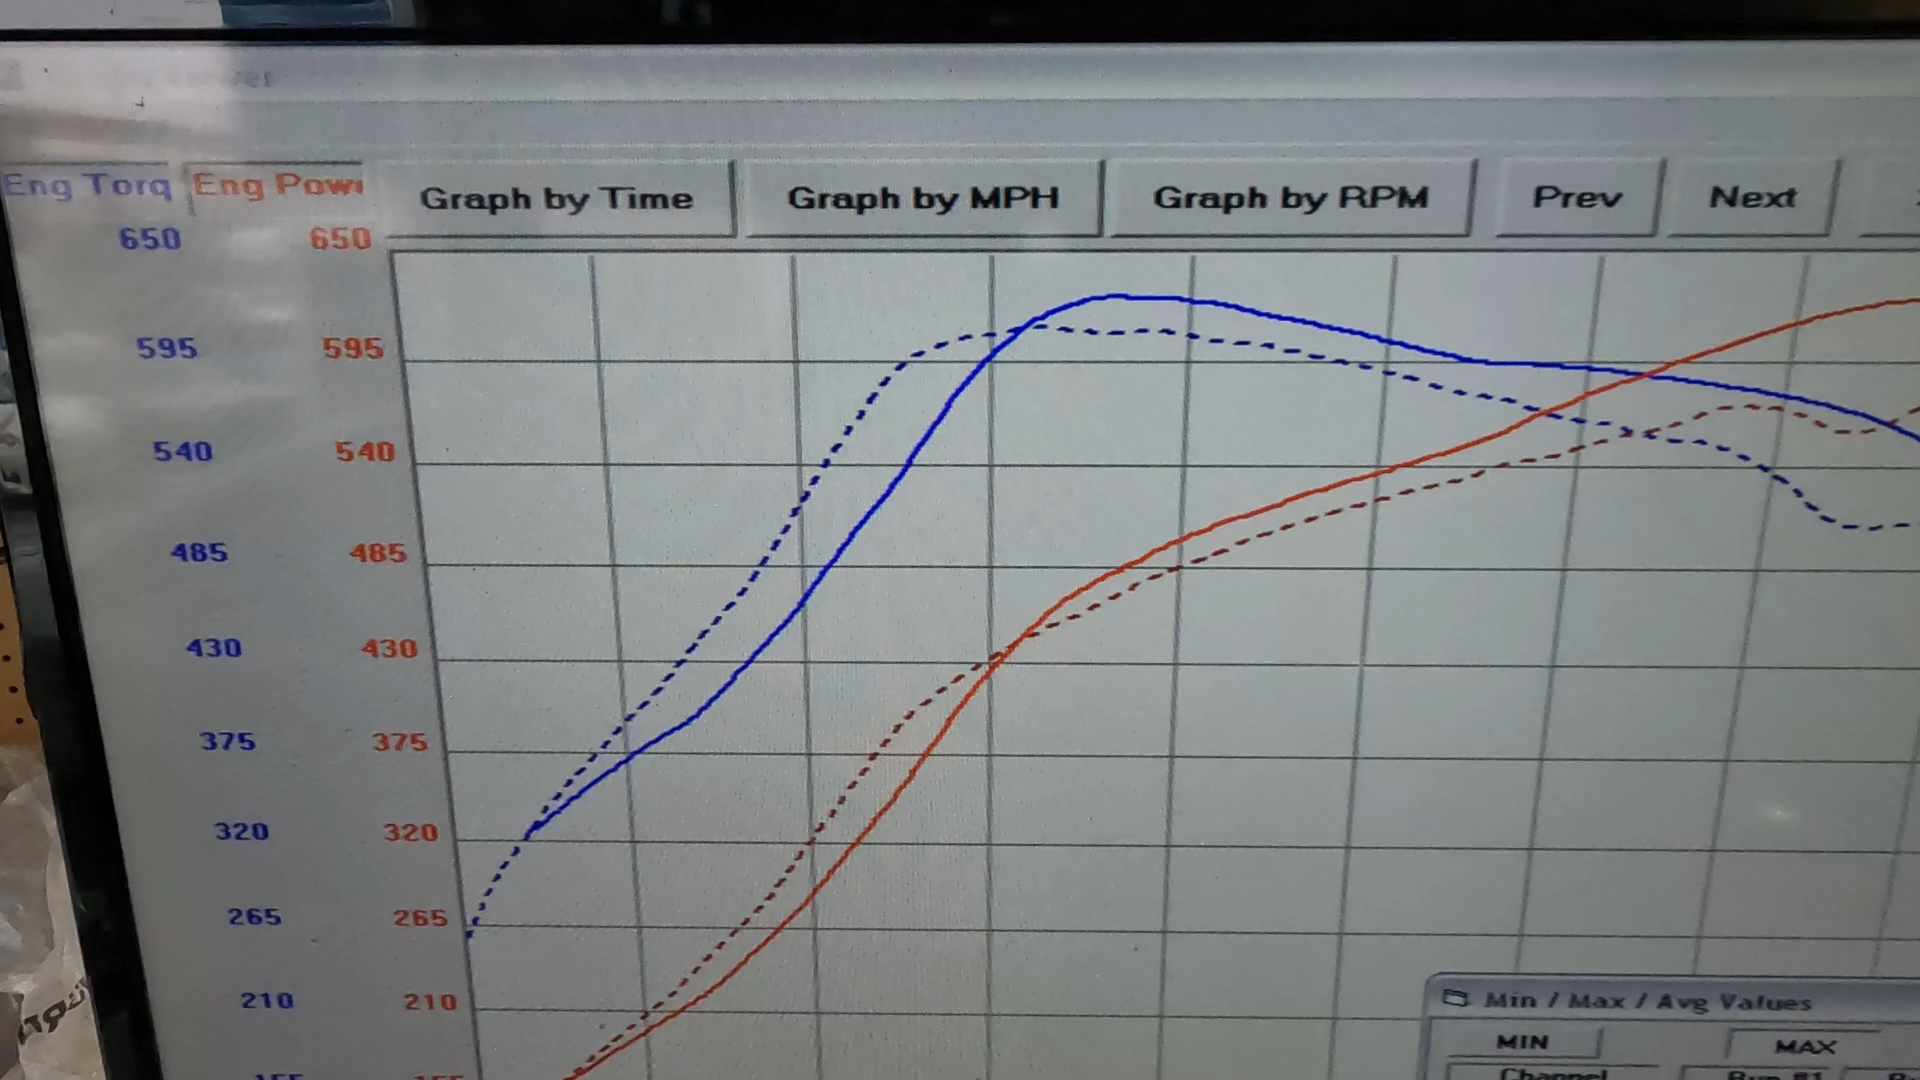 Eng Torq Eng Pow
Graph by Time Graph by MPH Graph by RPM Prev Next
650 650
595 595
540 540
485 485
430 430
375 375
320 320
265 265
210 210
Min / Max / Avg Values
MIN MAX
Channel